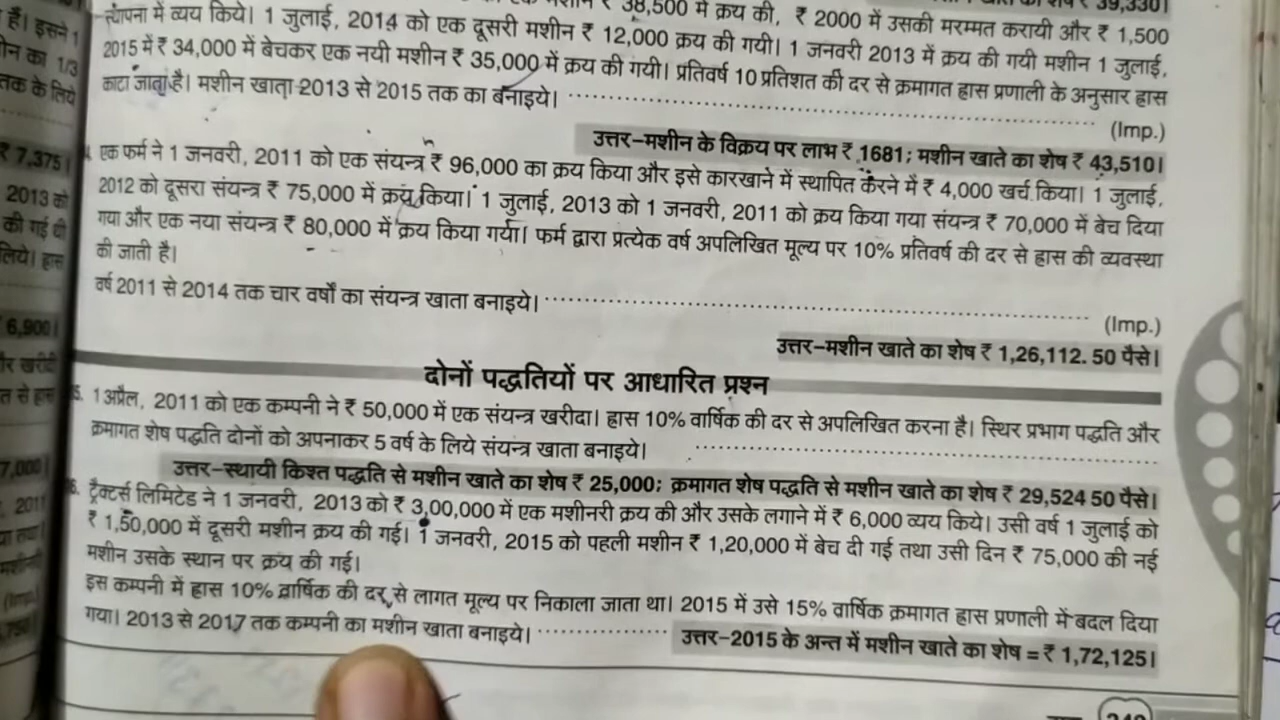 ₹ 38,500 में क्रय की, ₹ 2000 में उसकी मरम्मत करायी और ₹ 1,500
स्थापना में व्यय किये। 1 जुलाई, 2014 को एक दूसरी मशीन ₹ 12,000 क्रय की गयी। 1 जनवरी 2013 में क्रय की गयी मशीन 1 जुलाई,
2015 में ₹ 34,000 में बेचकर एक नयी मशीन ₹ 35,000 में क्रय की गयी। प्रतिवर्ष 10 प्रतिशत की दर से क्रमागत ह्रास प्रणाली के अनुसार ह्रास
काटा जाता है। मशीन खाता 2013 से 2015 तक का बनाइये।
(Imp.)
उत्तर-मशीन के विक्रय पर लाभ ₹ 1681; मशीन खाते का शेष ₹ 43,510।
एक फर्म ने 1 जनवरी, 2011 को एक संयन्त्र ₹ 96,000 का क्रय किया और इसे कारखाने में स्थापित करने में ₹ 4,000 खर्च किया। 1 जुलाई,
2012 को दूसरा संयन्त्र ₹ 75,000 में क्रय किया। 1 जुलाई, 2013 को 1 जनवरी, 2011 को क्रय किया गया संयन्त्र ₹ 70,000 में बेच दिया
गया और एक नया संयन्त्र ₹ 80,000 में क्रय किया गया। फर्म द्वारा प्रत्येक वर्ष अपलिखित मूल्य पर 10% प्रतिवर्ष की दर से ह्रास की व्यवस्था
की जाती है।
वर्ष 2011 से 2014 तक चार वर्षों का संयन्त्र खाता बनाइये।
(Imp.)
उत्तर-मशीन खाते का शेष ₹ 1,26,112. 50 पैसे।
दोनों पद्धतियों पर आधारित प्रश्न
5. 1 अप्रैल, 2011 को एक कम्पनी ने ₹ 50,000 में एक संयन्त्र खरीदा। ह्रास 10% वार्षिक की दर से अपलिखित करना है। स्थिर प्रभाग पद्धति और
क्रमागत शेष पद्धति दोनों को अपनाकर 5 वर्ष के लिये संयन्त्र खाता बनाइये।
उत्तर-स्थायी किश्त पद्धति से मशीन खाते का शेष ₹ 25,000; क्रमागत शेष पद्धति से मशीन खाते का शेष ₹ 29,524 50 पैसे।
6. ट्रैक्टर्स लिमिटेड ने 1 जनवरी, 2013 को ₹ 3,00,000 में एक मशीनरी क्रय की और उसके लगाने में ₹ 6,000 व्यय किये। उसी वर्ष 1 जुलाई को
₹ 1,50,000 में दूसरी मशीन क्रय की गई। 1 जनवरी, 2015 को पहली मशीन ₹ 1,20,000 में बेच दी गई तथा उसी दिन ₹ 75,000 की नई
मशीन उसके स्थान पर क्रय की गई।
इस कम्पनी में ह्रास 10% वार्षिक की दर से लागत मूल्य पर निकाला जाता था। 2015 में उसे 15% वार्षिक क्रमागत ह्रास प्रणाली में बदल दिया
गया। 2013 से 2017 तक कम्पनी का मशीन खाता बनाइये।
उत्तर-2015 के अन्त में मशीन खाते का शेष = ₹ 1,72,125।